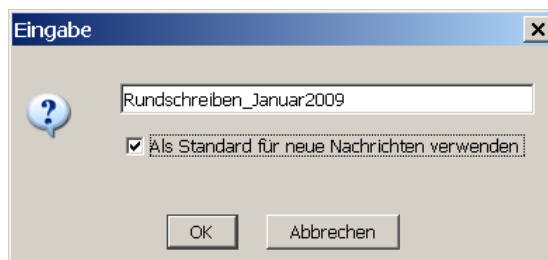 Eingabe
Rundschreiben_Januar2009
Als Standard für neue Nachrichten verwenden
OK Abbrechen